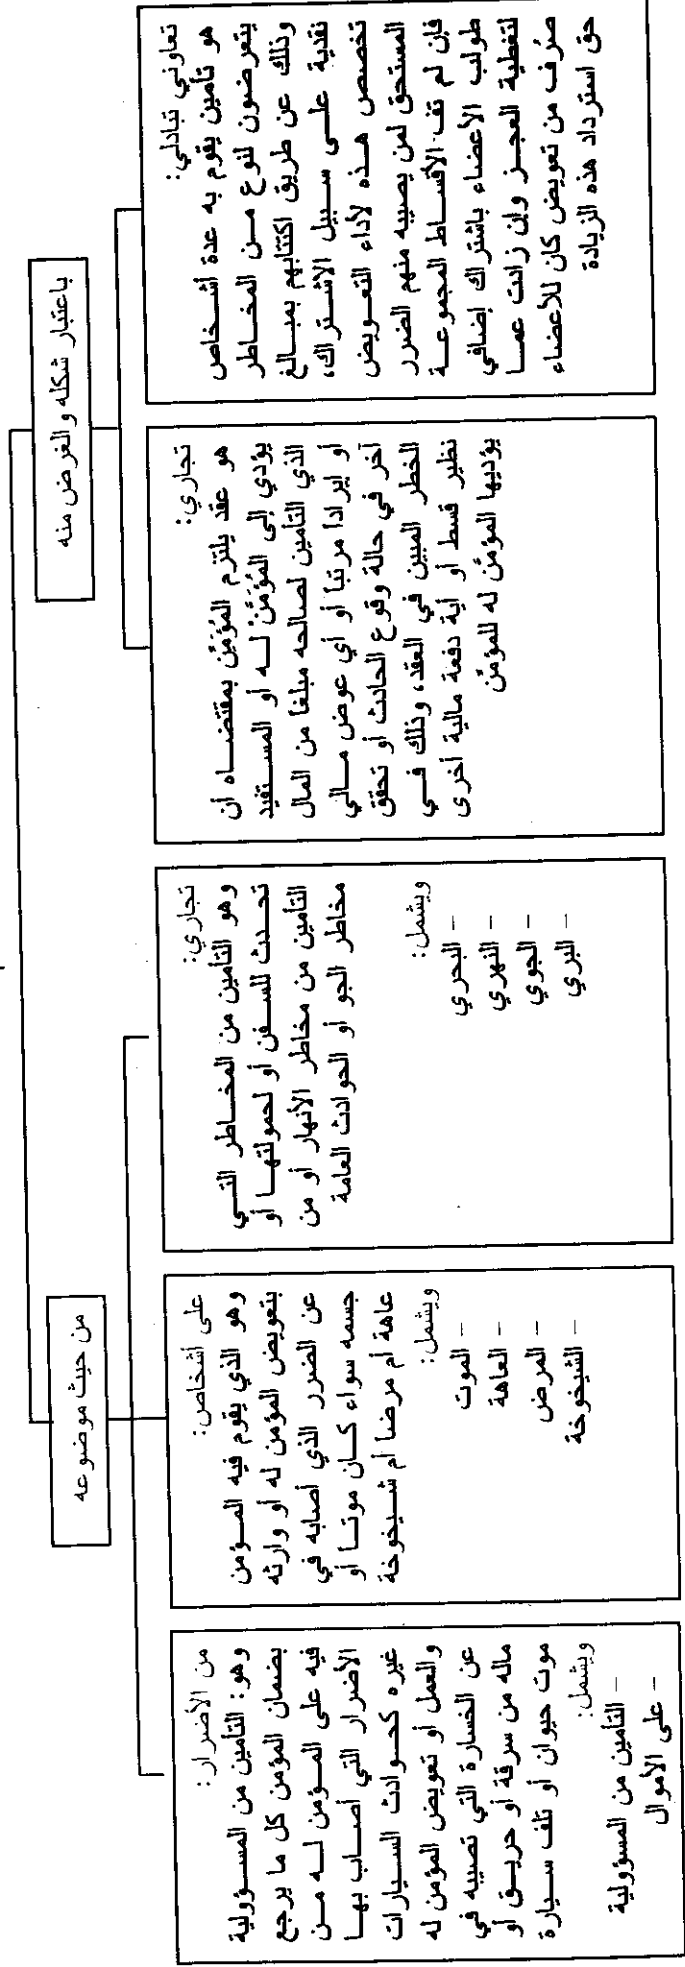 باعتبار شكله والغرض منه
تعاوني تبادلي:
هو تأمين يقوم به عدة أشخاص
يتعرضون لنوع من المخاطر
وذلك عن طريق اكتتابهم بمبالغ
نقدية على سبيل الاشتراك،
تخصص هذه لأداء التعويض
المستحق لمن يصيبه منهم الضرر
فإن لم تف الأقساط المجموعة
طولب الأعضاء باشتراك إضافي
لتغطية العجز وإن زادت عما
صُرف من تعويض كان للأعضاء
حق استرداد هذه الزيادة
تجاري:
هو عقد يلتزم المُؤَمِّن بمقتضاه أن
يؤدي إلى المُؤَمَّنْ له أو المستفيد
الذي التأمين لصالحه مبلغا من المال
أو إيرادا مرتبا أو أي عوض مالي
آخر في حالة وقوع الحادث أو تحقق
الخطر المبين في العقد، وذلك في
نظير قسط أو أية دفعة مالية أخرى
يؤديها المؤمَّن له للمؤمِّن
من حيث موضوعه
تجاري:
وهو التأمين من المخاطر التي
تحدث للسفن أو لحمولتها أو
التأمين من مخاطر الأنهار أو من
مخاطر الجو أو الحوادث العامة
ويشمل:
– البحري
– النهري
– الجوي
– البري
على أشخاص:
وهو الذي يقوم فيه المؤمن
بتعويض المؤمن له أو وارثه
عن الضرر الذي أصابه في
جسمه سواء كان موتا أو
عاهة أم مرضا أم شيخوخة
ويشمل:
– الموت
– العاهة
– المرض
– الشيخوخة
من الأضرار:
وهو: التأمين من المسؤولية
بضمان المؤمن كل ما يرجع
فيه على المؤمن له من
الأضرار التي أصاب بها
غيره كحوادث السيارات
والعمل أو تعويض المؤمن له
عن الخسارة التي تصيبه في
ماله من سرقة أو حريق أو
موت حيوان أو تلف سيارة
ويشمل:
– التأمين من المسؤولية
– على الأموال